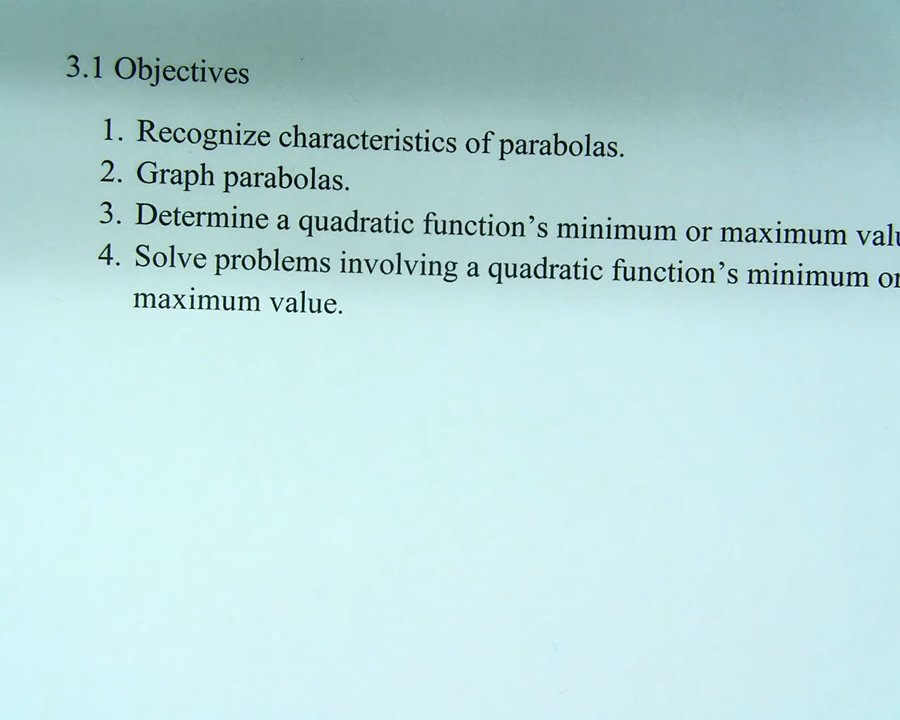 3.1 Objectives
1. Recognize characteristics of parabolas.
2. Graph parabolas.
3. Determine a quadratic function's minimum or maximum
4. Solve problems involving a quadratic function's minimum or
maximum value.